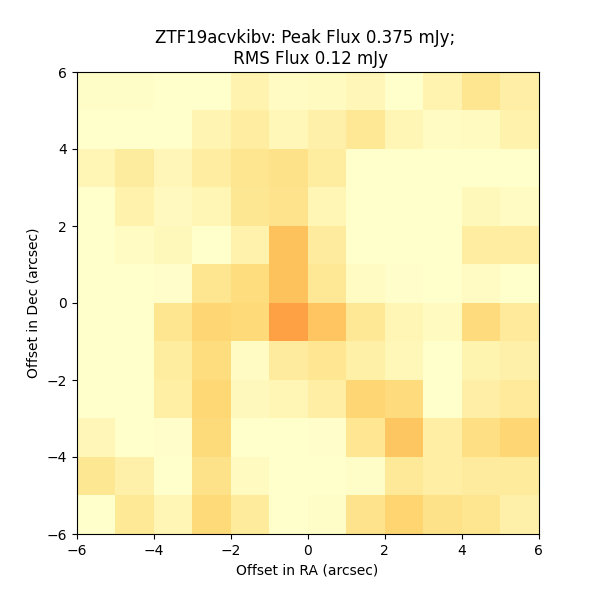 ZTF19acvkibv: Peak Flux 0.375 mJy;
RMS Flux 0.12 mJy
6
4
2
0
−2
−4
−6
Offset in Dec (arcsec)
−6 −4 −2 0 2 4 6
Offset in RA (arcsec)